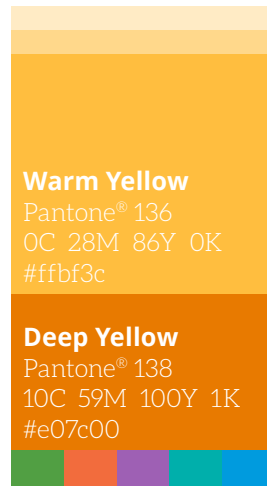 Warm Yellow
Pantone® 136
0C 28M 86Y 0K
#ffbf3c
Deep Yellow
Pantone® 138
10C 59M 100Y 1K
#e07c00